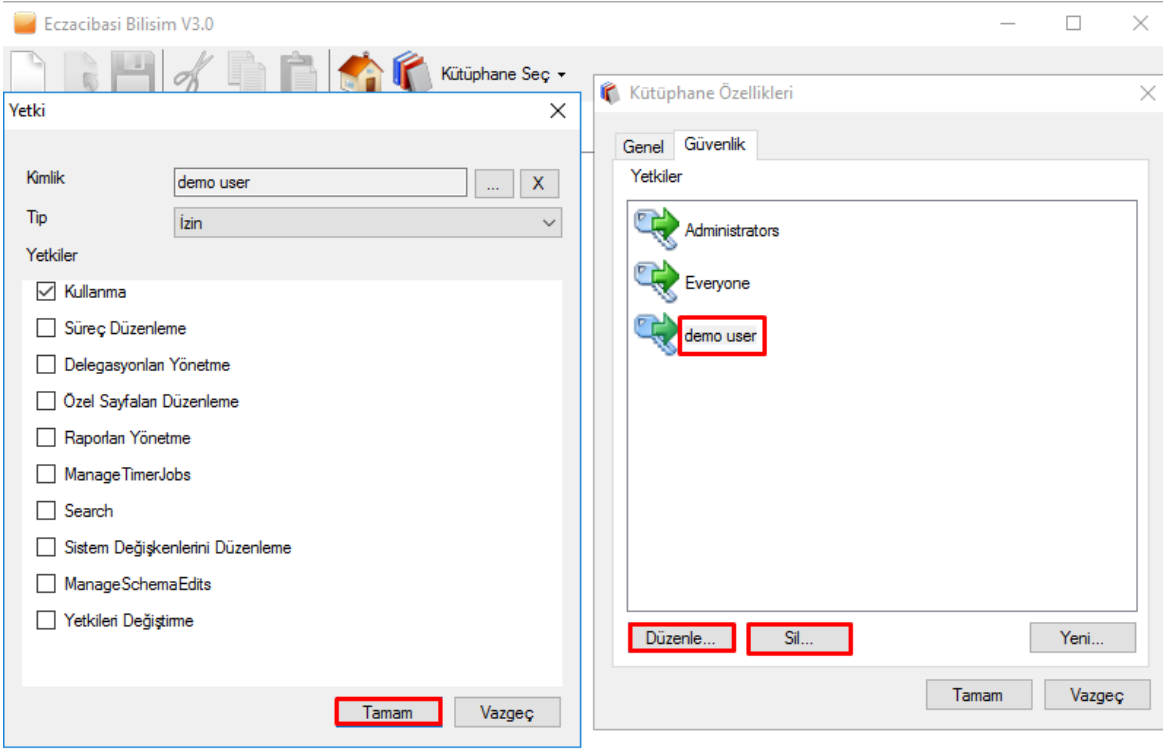 Eczacibasi Bilisim V3.0
Kütüphane Seç
Yetki
Kimlik
demo user
...
X
Tip
İzin
Yetkiler
Kullanma
Süreç Düzenleme
Delegasyonları Yönetme
Özel Sayfaları Düzenleme
Raporları Yönetme
ManageTimerJobs
Search
Sistem Değişkenlerini Düzenleme
ManageSchemaEdits
Yetkileri Değiştirme
Tamam
Vazgeç
Kütüphane Özellikleri
Genel
Güvenlik
Yetkiler
Administrators
Everyone
demo user
Düzenle...
Sil...
Yeni...
Tamam
Vazgeç